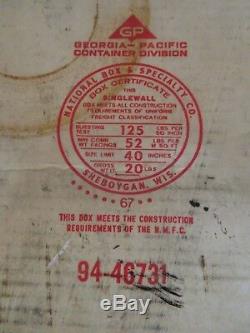 GP
GEORGIA-PACIFIC
CONTAINER DIVISION
NATIONAL BOX & SPECIALTY CO.
BOX CERTIFICATE
THIS
SINGLEWALL
BOX MEETS ALL CONSTRUCTION
REQUIREMENTS OF UNIFORM
FREIGHT CLASSIFICATION
BURSTING TEST 125 LBS PER SQ INCH
MIN COMB WT FACINGS 52 LBS PER M SQ FT
SIZE LIMIT 40 INCHES
GROSS WT LT 20 LBS
SHEBOYGAN, WIS.
67
THIS BOX MEETS THE CONSTRUCTION
REQUIREMENTS OF THE N.M.F.C.
94-46731